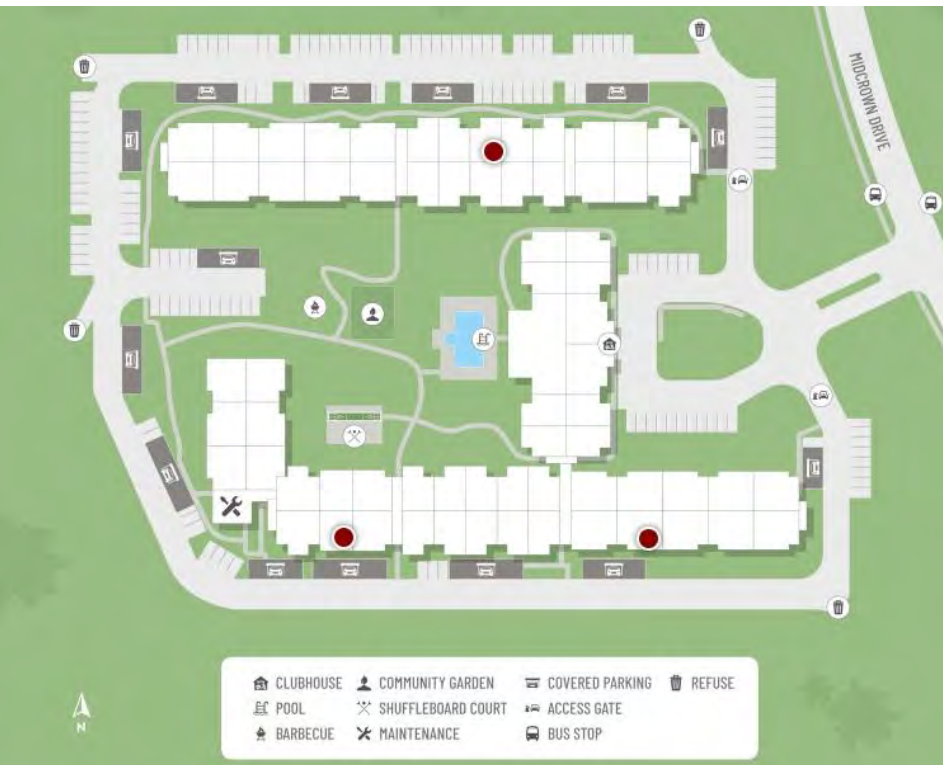 MIDCROWN DRIVE
CLUBHOUSE COMMUNITY GARDEN COVERED PARKING REFUSE
POOL SHUFFLEBOARD COURT ACCESS GATE
BARBECUE MAINTENANCE BUS STOP
N